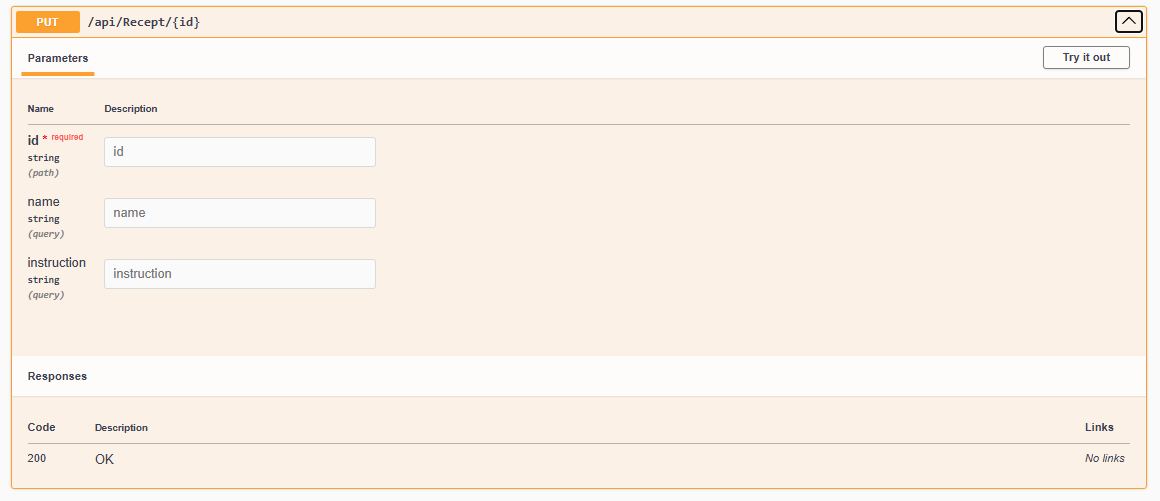 PUT /api/Recept/{id}
Parameters Try it out
Name Description
id * required
string
(path)
id
name
string
(query)
name
instruction
string
(query)
instruction
Responses
Code Description Links
200 OK No links